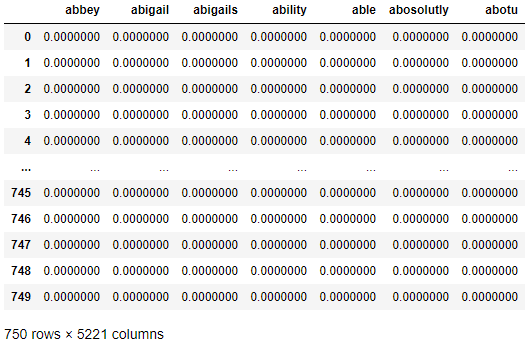 abbey abigail abigails ability able abosolutly abotu
0 0.0000000 0.0000000 0.0000000 0.0000000 0.0000000 0.0000000 0.0000000
1 0.0000000 0.0000000 0.0000000 0.0000000 0.0000000 0.0000000 0.0000000
2 0.0000000 0.0000000 0.0000000 0.0000000 0.0000000 0.0000000 0.0000000
3 0.0000000 0.0000000 0.0000000 0.0000000 0.0000000 0.0000000 0.0000000
4 0.0000000 0.0000000 0.0000000 0.0000000 0.0000000 0.0000000 0.0000000
... ... ... ... ... ... ... ...
745 0.0000000 0.0000000 0.0000000 0.0000000 0.0000000 0.0000000 0.0000000
746 0.0000000 0.0000000 0.0000000 0.0000000 0.0000000 0.0000000 0.0000000
747 0.0000000 0.0000000 0.0000000 0.0000000 0.0000000 0.0000000 0.0000000
748 0.0000000 0.0000000 0.0000000 0.0000000 0.0000000 0.0000000 0.0000000
749 0.0000000 0.0000000 0.0000000 0.0000000 0.0000000 0.0000000 0.0000000
750 rows × 5221 columns